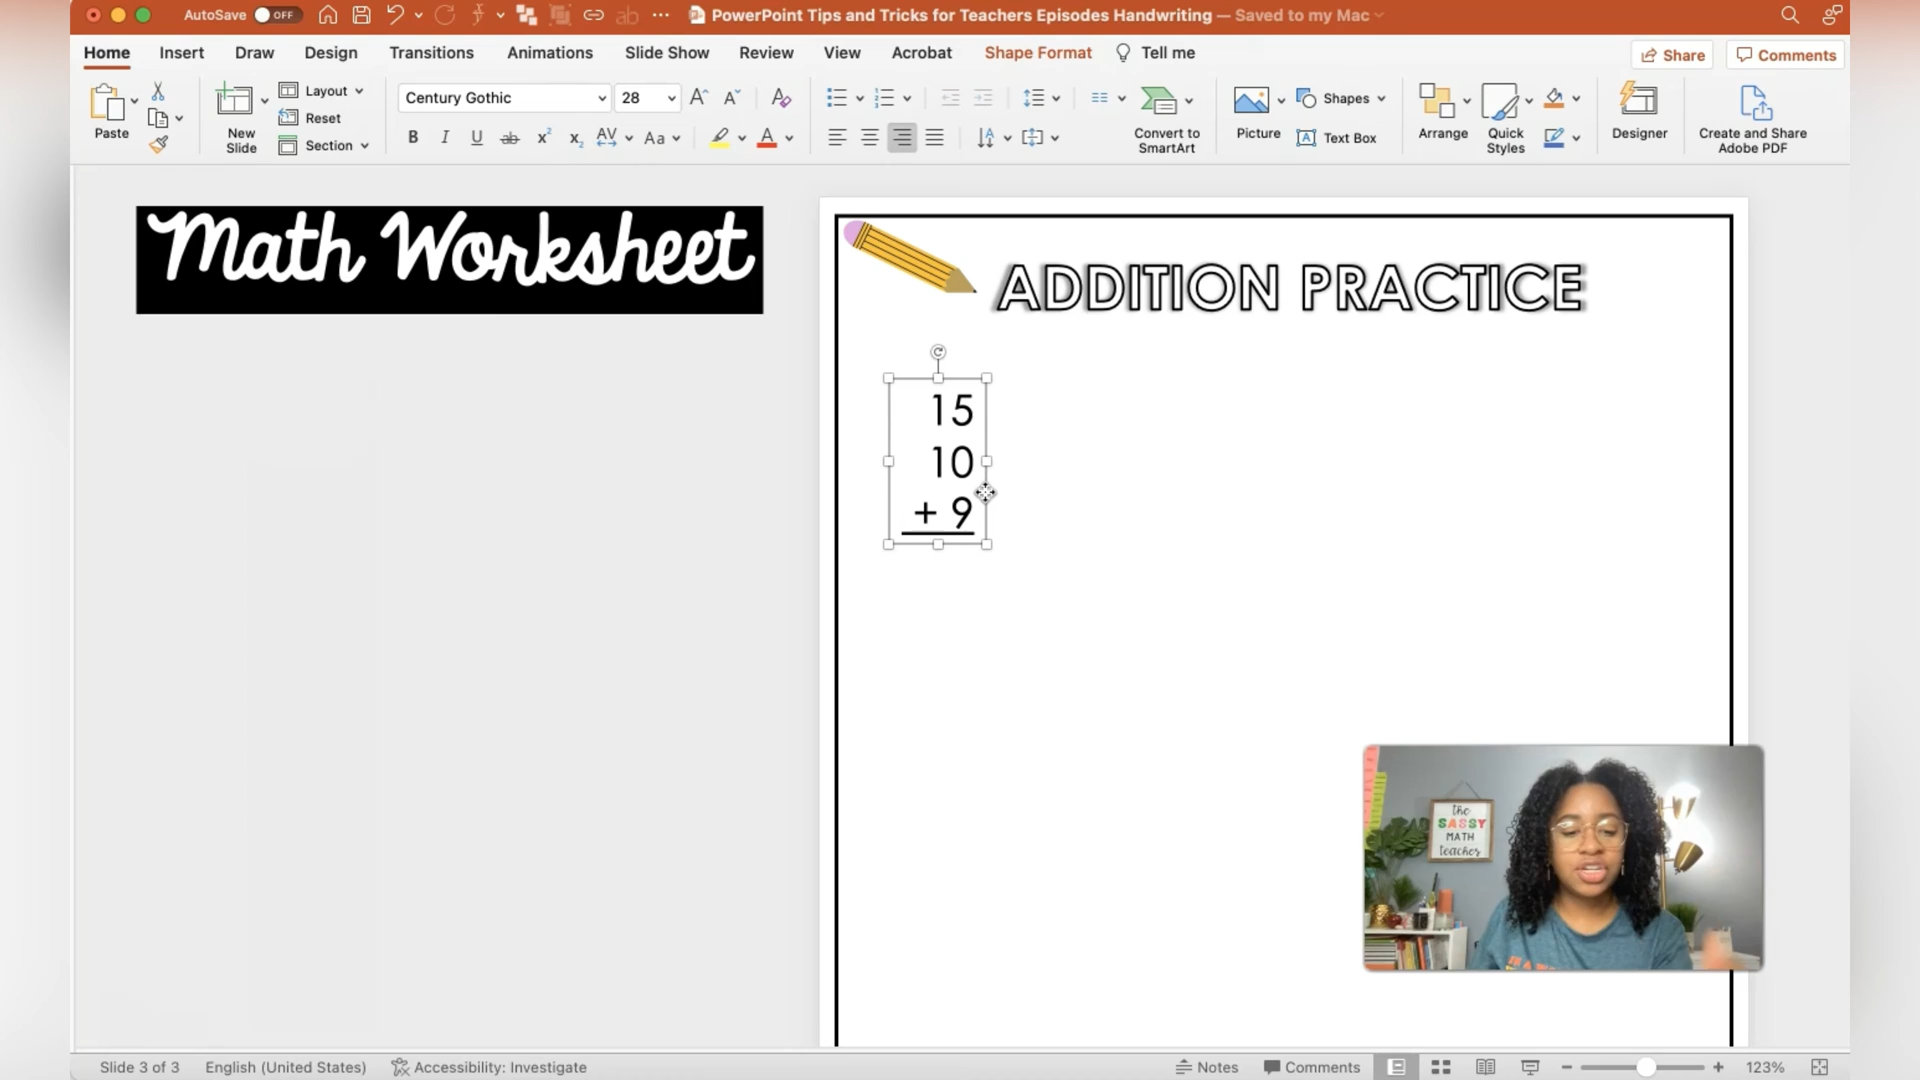 AutoSave OFF
PowerPoint Tips and Tricks for Teachers Episodes Handwriting — Saved to my Mac
Home Insert Draw Design Transitions Animations Slide Show Review View Acrobat Shape Format Tell me
Share Comments
Paste
New Slide
Layout
Reset
Section
Century Gothic 28
Convert to SmartArt
Picture
Shapes
Text Box
Arrange
Quick Styles
Designer
Create and Share Adobe PDF
Math Worksheet
ADDITION PRACTICE
15
10
+ 9
the
SASSY
MATH
teacher
Slide 3 of 3 English (United States) Accessibility: Investigate
Notes Comments 123%